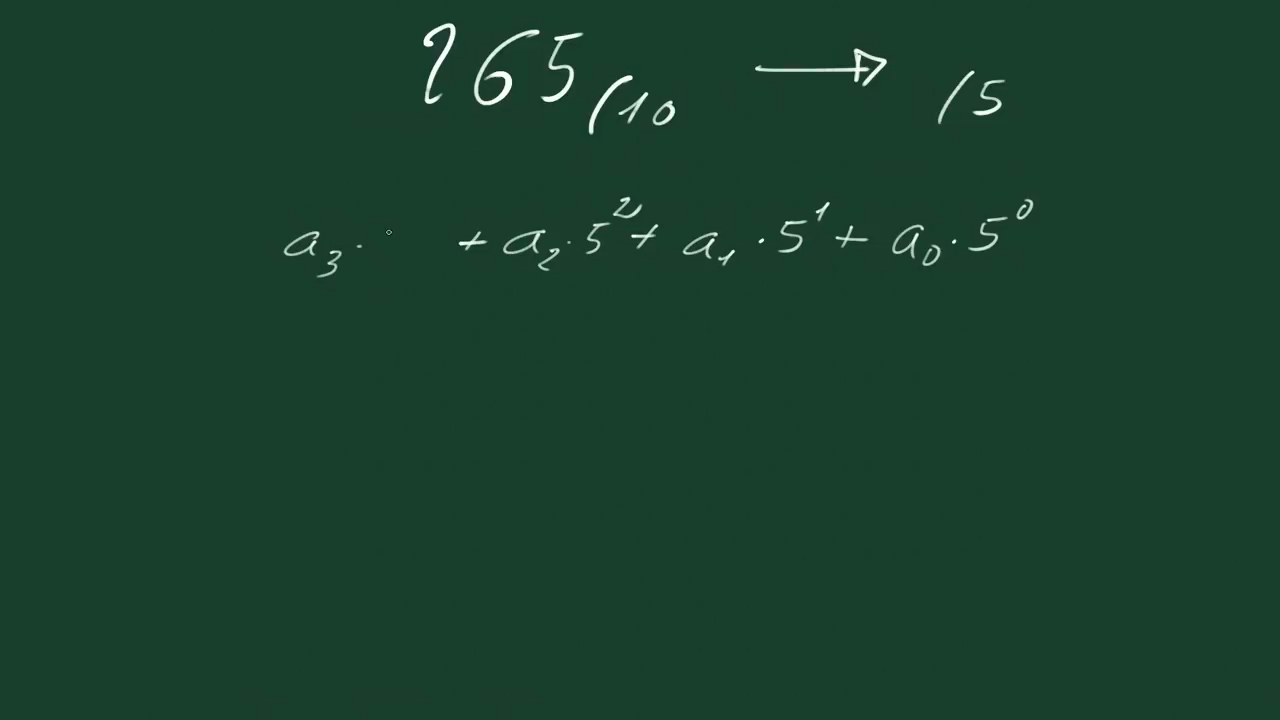 265/10 → /5
a₃· + a₂·5² + a₁·5¹ + a₀·5⁰